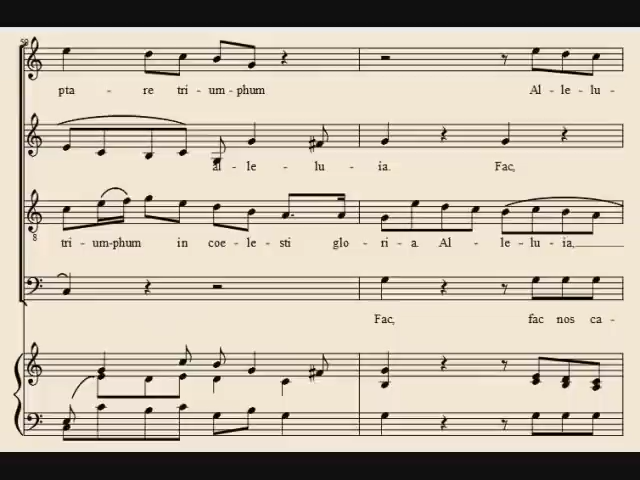 58
pta - re tri - um - phum Al - le - lu -
al - le - lu - ia. Fac,
8
tri - um-phum in coe - le - sti glo - ri - a. Al - le - lu - ia,
Fac, fac nos ca -